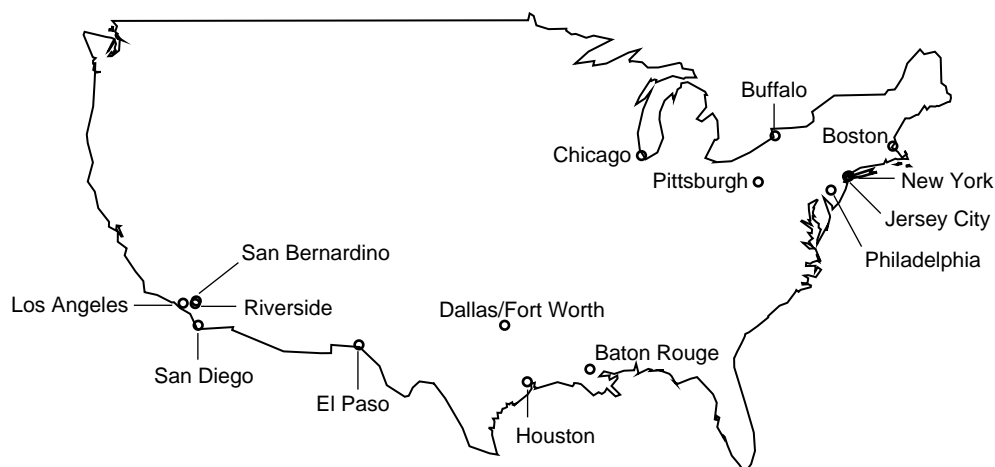 Buffalo
Boston
Chicago
Pittsburgh
New York
Jersey City
Philadelphia
San Bernardino
Los Angeles
Riverside
Dallas/Fort Worth
San Diego
Baton Rouge
El Paso
Houston